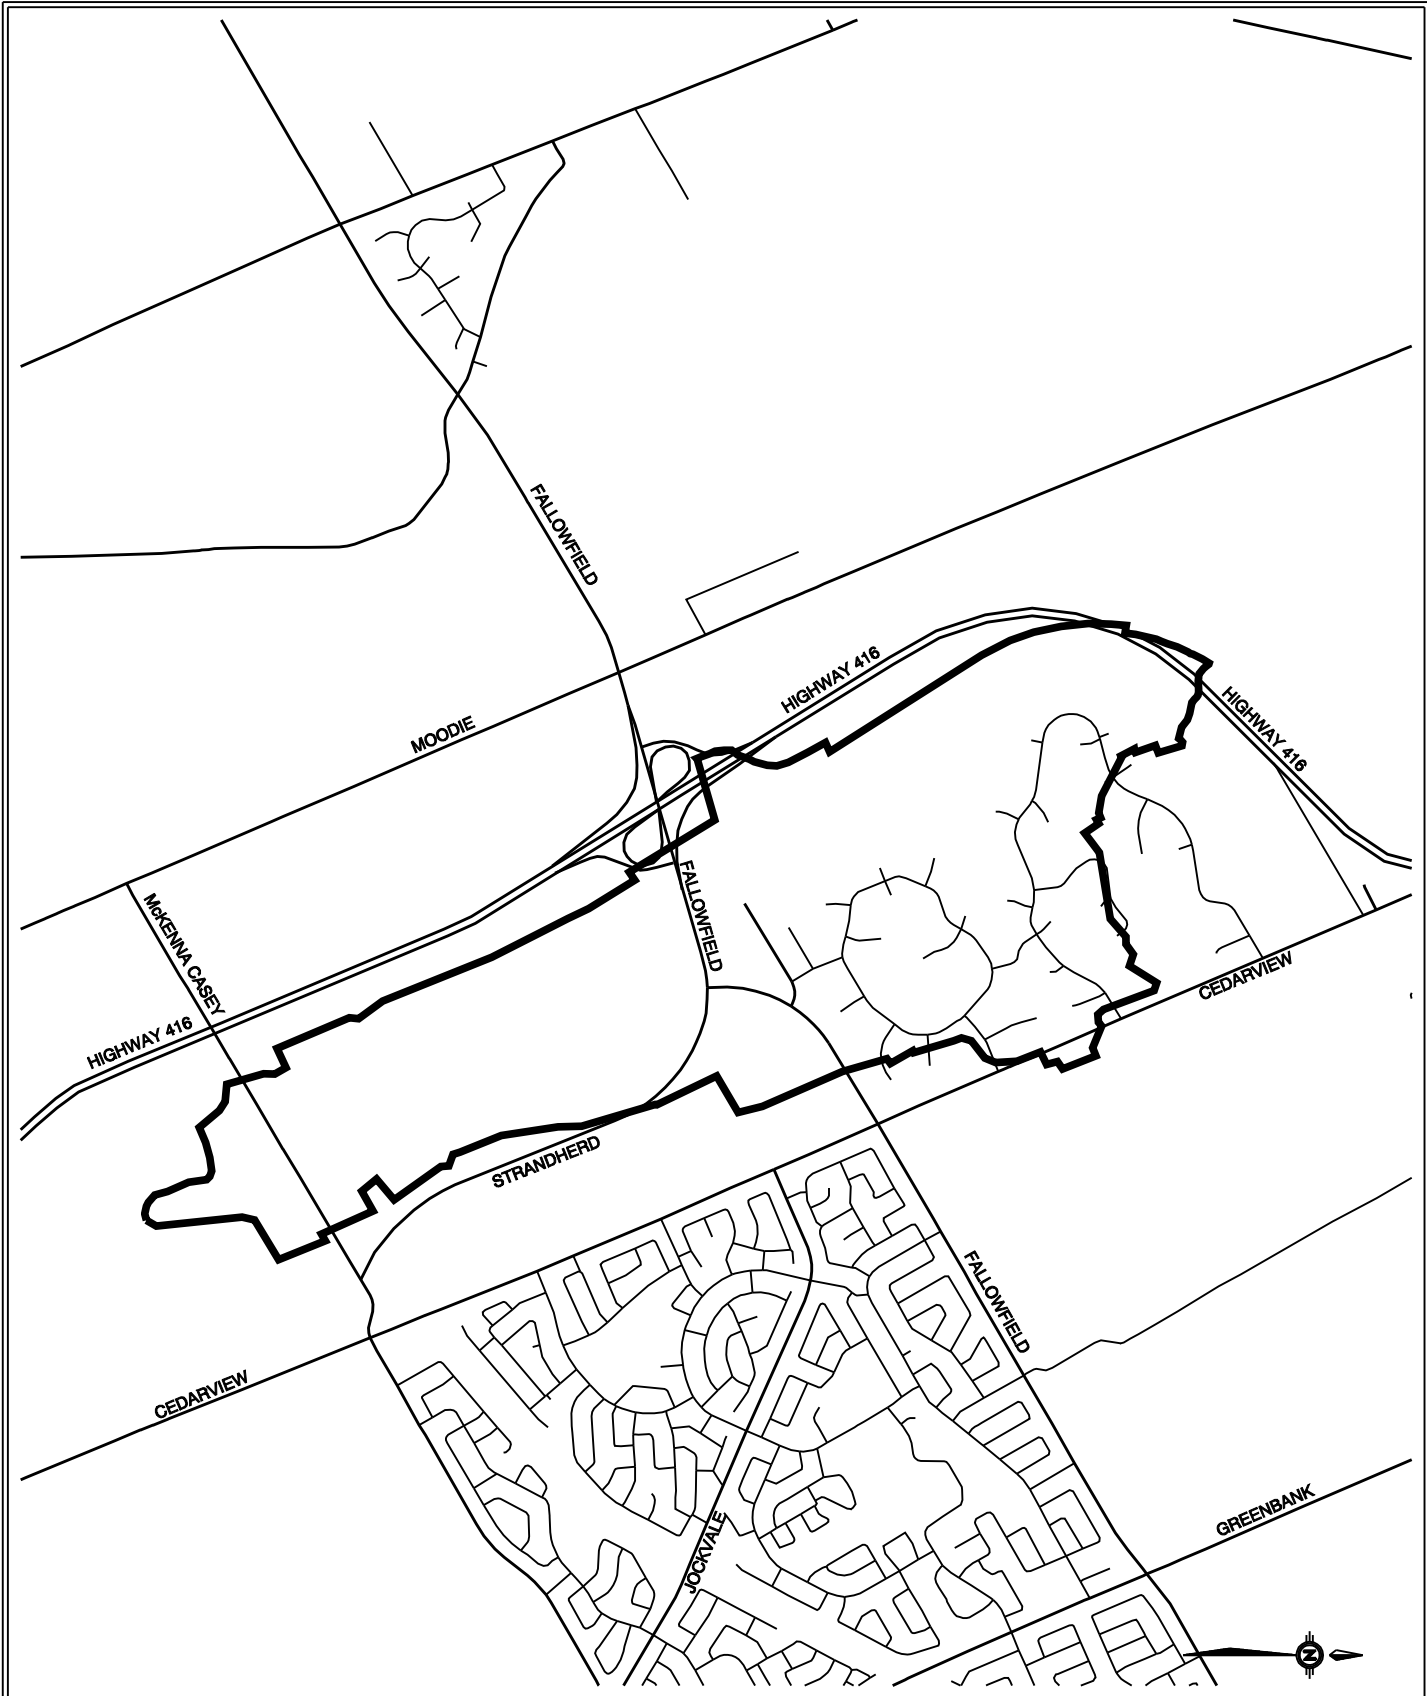 FALLOWFIELD
HIGHWAY 416
HIGHWAY 416
MOODIE
FALLOWFIELD
McKENNA CASEY
CEDARVIEW
HIGHWAY 416
STRANDHERD
FALLOWFIELD
CEDARVIEW
GREENBANK
JOCKVALE
N